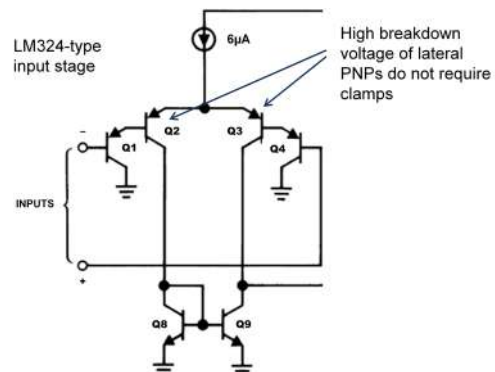 LM324-type
input stage
6µA
High breakdown
voltage of lateral
PNPs do not require
clamps
−
Q1
Q2
Q3
Q4
INPUTS
+
Q8
Q9